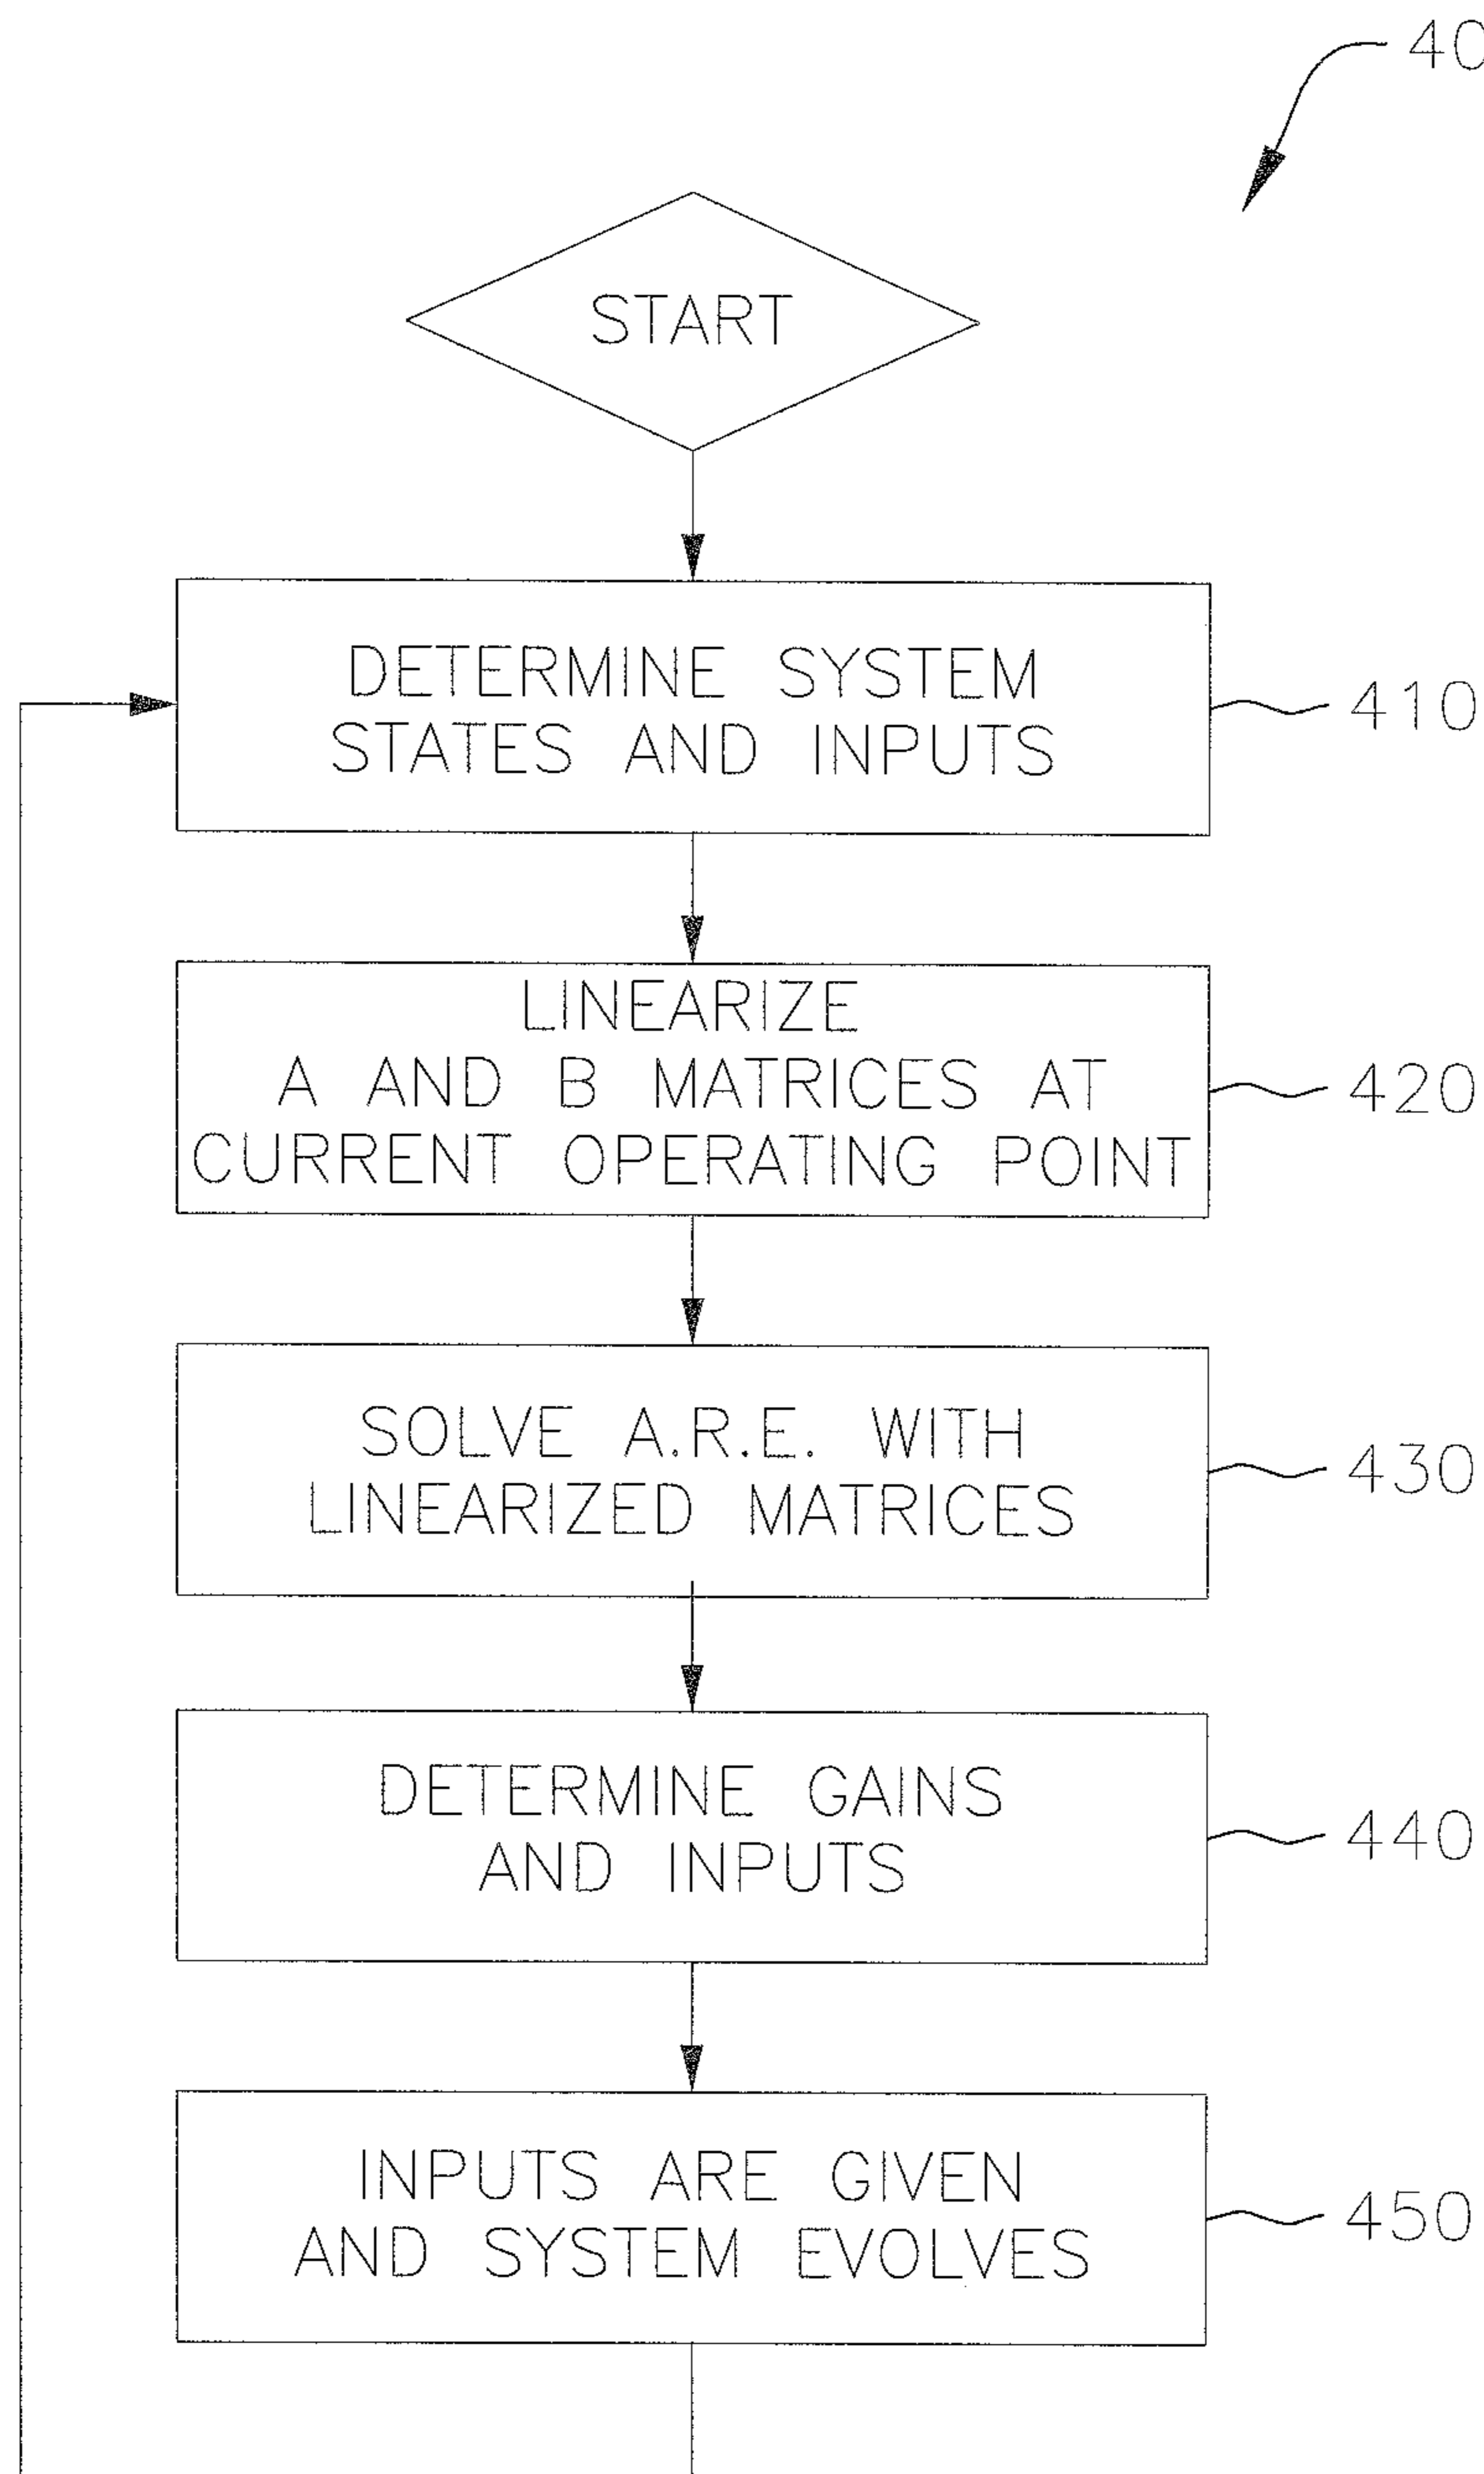 40
START
DETERMINE SYSTEM
STATES AND INPUTS
410
LINEARIZE
A AND B MATRICES AT
CURRENT OPERATING POINT
420
SOLVE A.R.E. WITH
LINEARIZED MATRICES
430
DETERMINE GAINS
AND INPUTS
440
INPUTS ARE GIVEN
AND SYSTEM EVOLVES
450